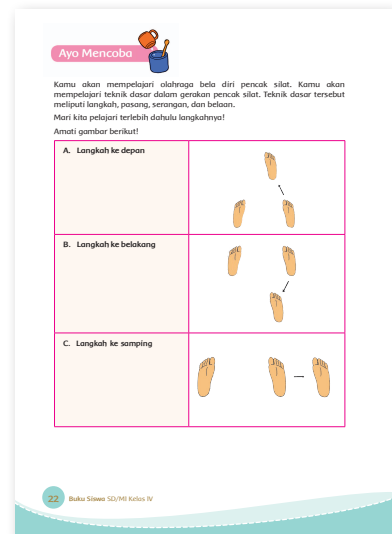 Ayo Mencoba
Kamu akan mempelajari olahraga bela diri pencak silat. Kamu akan
mempelajari teknik dasar dalam gerakan pencak silat. Teknik dasar tersebut
meliputi langkah, pasang, serangan, dan belaan.
Mari kita pelajari terlebih dahulu langkahnya!
Amati gambar berikut!
A. Langkah ke depan
B. Langkah ke belakang
C. Langkah ke samping
22 Buku Siswa SD/MI Kelas IV